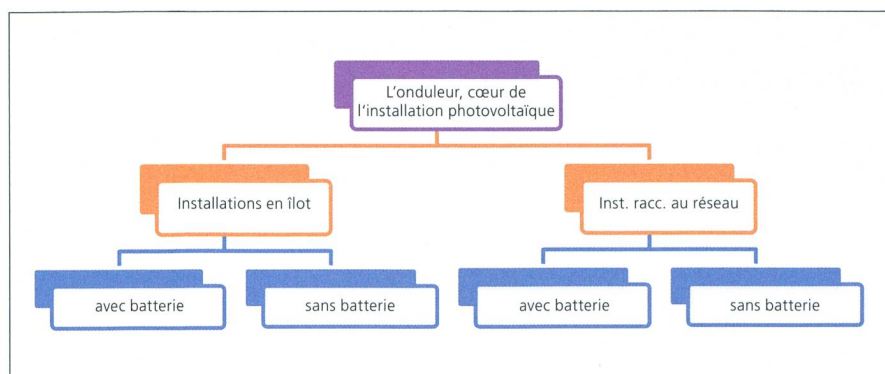 L'onduleur, cœur de
l'installation photovoltaïque
Installations en îlot
Inst. racc. au réseau
avec batterie
sans batterie
avec batterie
sans batterie